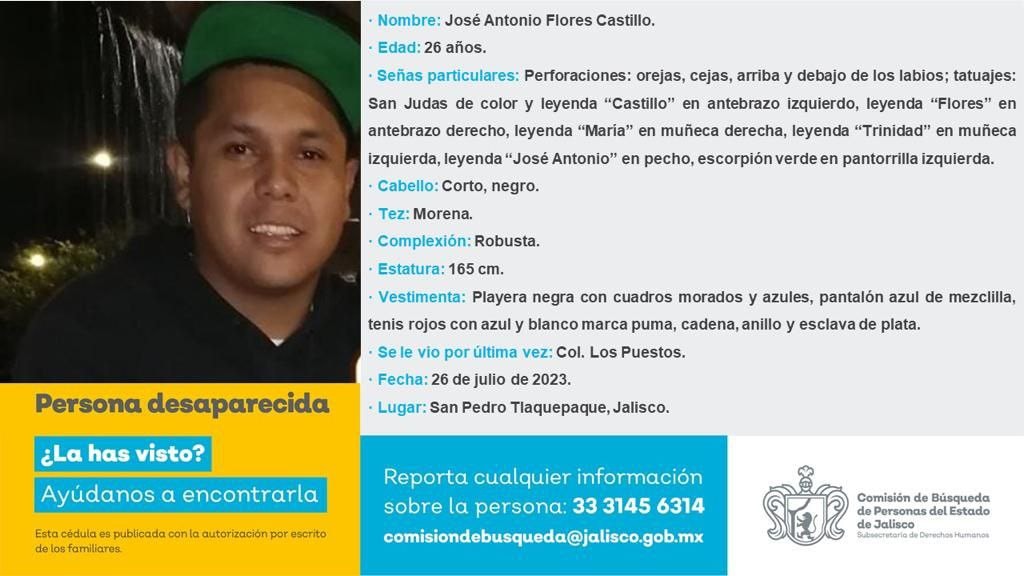 · Nombre: José Antonio Flores Castillo.
· Edad: 26 años.
· Señas particulares: Perforaciones: orejas, cejas, arriba y debajo de los labios; tatuajes:
San Judas de color y leyenda “Castillo” en antebrazo izquierdo, leyenda “Flores” en
antebrazo derecho, leyenda “María” en muñeca derecha, leyenda “Trinidad” en muñeca
izquierda, leyenda “José Antonio” en pecho, escorpión verde en pantorrilla izquierda.
· Cabello: Corto, negro.
· Tez: Morena.
· Complexión: Robusta.
· Estatura: 165 cm.
· Vestimenta: Playera negra con cuadros morados y azules, pantalón azul de mezclilla,
tenis rojos con azul y blanco marca puma, cadena, anillo y esclava de plata.
· Se le vio por última vez: Col. Los Puestos.
· Fecha: 26 de julio de 2023.
· Lugar: San Pedro Tlaquepaque, Jalisco.
Persona desaparecida
¿La has visto?
Ayúdanos a encontrarla
Esta cédula es publicada con la autorización por escrito
de los familiares.
Reporta cualquier información
sobre la persona: 33 3145 6314
comisiondebusqueda@jalisco.gob.mx
Comisión de Búsqueda
de Personas del Estado
de Jalisco
Subsecretaría de Derechos Humanos